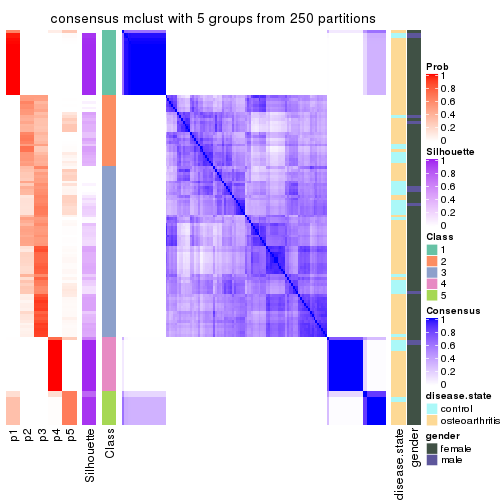 consensus mclust with 5 groups from 250 partitions
Prob
1
0.8
0.6
0.4
0.2
0
Silhouette
1
0.8
0.6
0.4
0.2
0
Class
1
2
3
4
5
Consensus
1
0.8
0.6
0.4
0.2
0
disease.state
control
osteoarthritis
gender
female
male
p1
p2
p3
p4
p5
Silhouette
Class
disease.state
gender